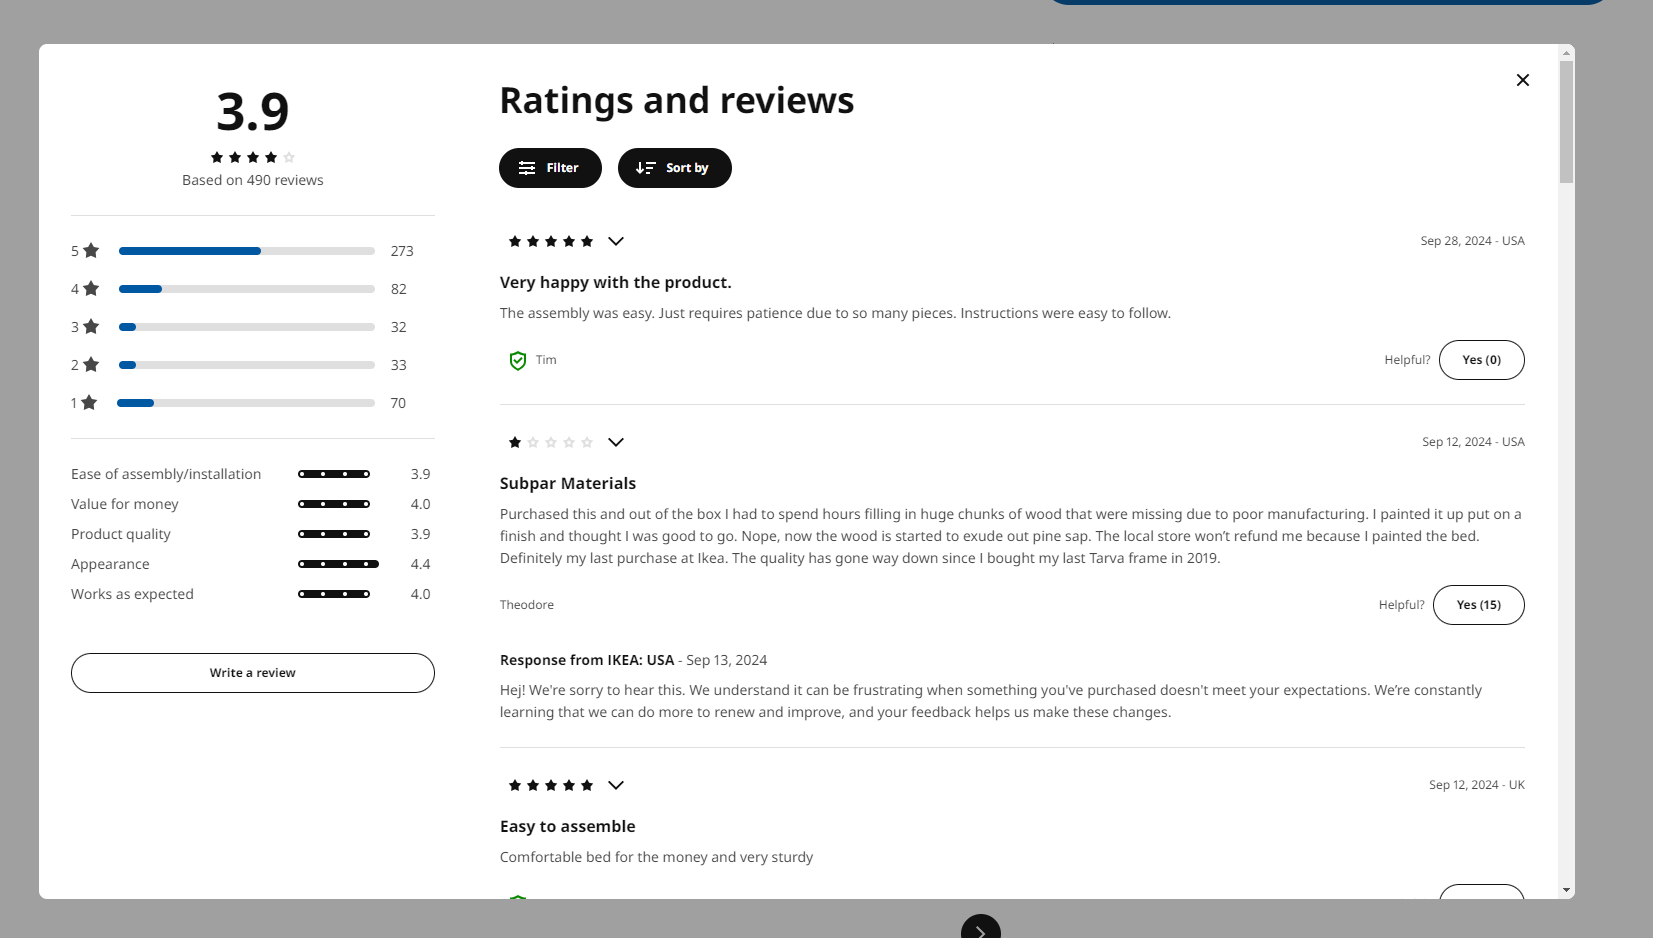 3.9
Based on 490 reviews
5 273
4 82
3 32
2 33
1 70
Ease of assembly/installation 3.9
Value for money 4.0
Product quality 3.9
Appearance 4.4
Works as expected 4.0
Write a review
Ratings and reviews
Filter Sort by
Sep 28, 2024 - USA
Very happy with the product.
The assembly was easy. Just requires patience due to so many pieces. Instructions were easy to follow.
Tim Helpful? Yes (0)
Sep 12, 2024 - USA
Subpar Materials
Purchased this and out of the box I had to spend hours filling in huge chunks of wood that were missing due to poor manufacturing. I painted it up put on a
finish and thought I was good to go. Nope, now the wood is started to exude out pine sap. The local store won’t refund me because I painted the bed.
Definitely my last purchase at Ikea. The quality has gone way down since I bought my last Tarva frame in 2019.
Theodore Helpful? Yes (15)
Response from IKEA: USA - Sep 13, 2024
Hej! We're sorry to hear this. We understand it can be frustrating when something you've purchased doesn't meet your expectations. We’re constantly
learning that we can do more to renew and improve, and your feedback helps us make these changes.
Sep 12, 2024 - UK
Easy to assemble
Comfortable bed for the money and very sturdy